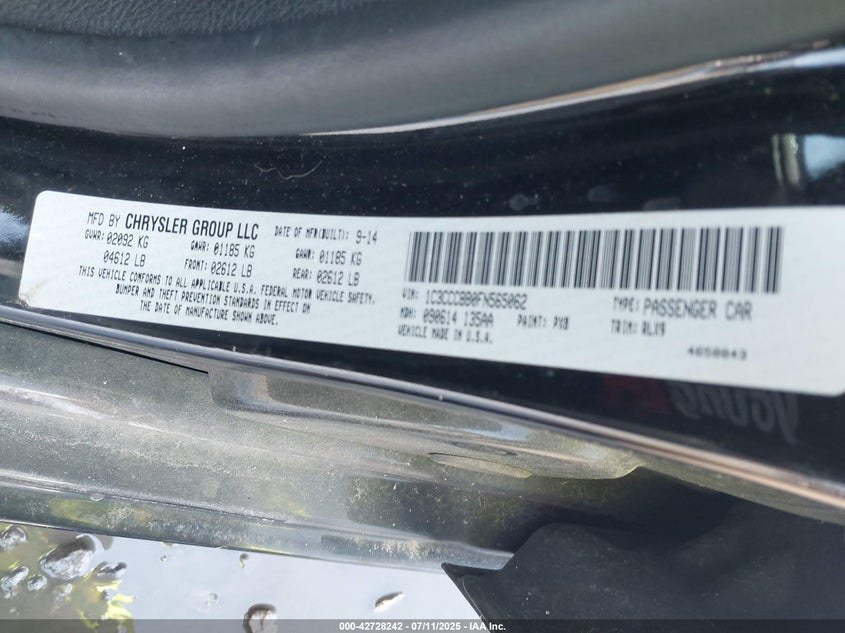 MFD BY CHRYSLER GROUP LLC DATE OF MFR(BUILT): 9-14
GVWR: 02092 KG GAWR: 01185 KG GAWR: 01185 KG
04612 LB FRONT: 02612 LB REAR: 02612 LB
THIS VEHICLE CONFORMS TO ALL APPLICABLE U.S.A. FEDERAL MOTOR VEHICLE SAFETY,
BUMPER AND THEFT PREVENTION STANDARDS IN EFFECT ON
THE DATE OF MANUFACTURE SHOWN ABOVE.
VIN: 1C3CCCBB0FN565062 TYPE: PASSENGER CAR
MDH: 090614 135AA PAINT: PX8 TRIM: RLX9
VEHICLE MADE IN U.S.A.
4650043
000-42728242 - 07/11/2025 - IAA Inc.